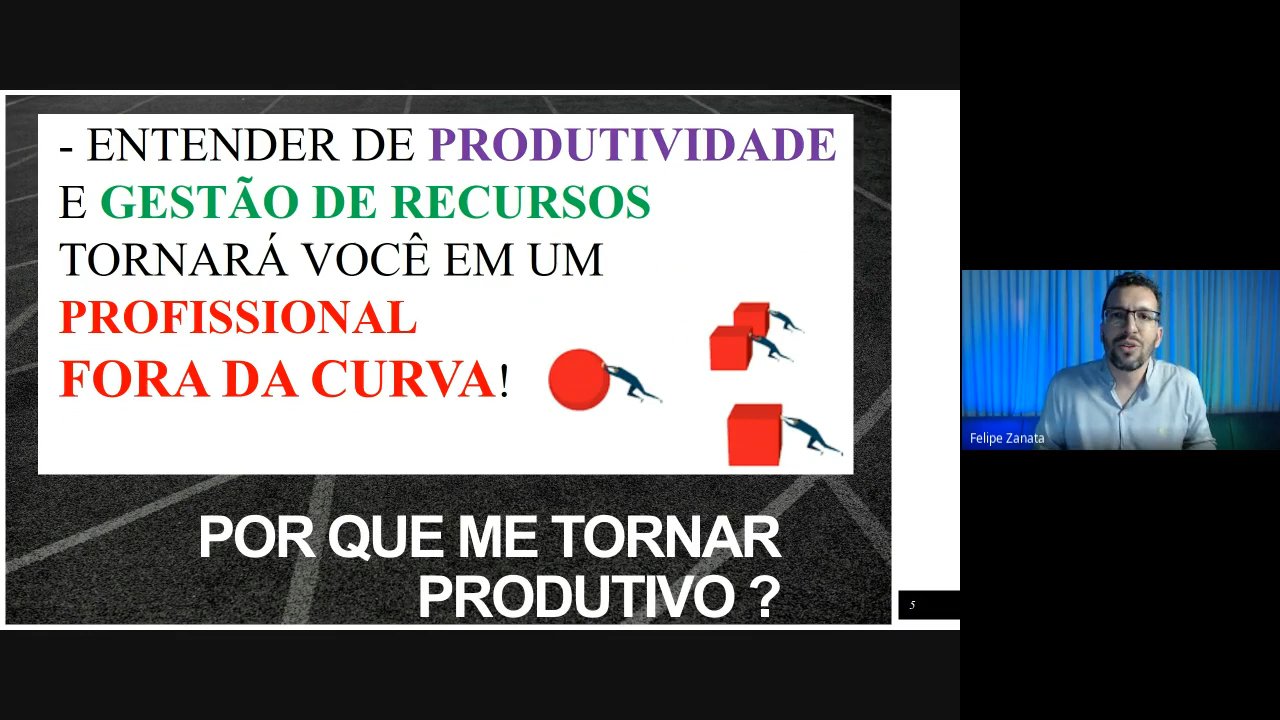 - ENTENDER DE PRODUTIVIDADE
E GESTÃO DE RECURSOS
TORNARÁ VOCÊ EM UM
PROFISSIONAL
FORA DA CURVA!
POR QUE ME TORNAR
PRODUTIVO ?
5
Felipe Zanata